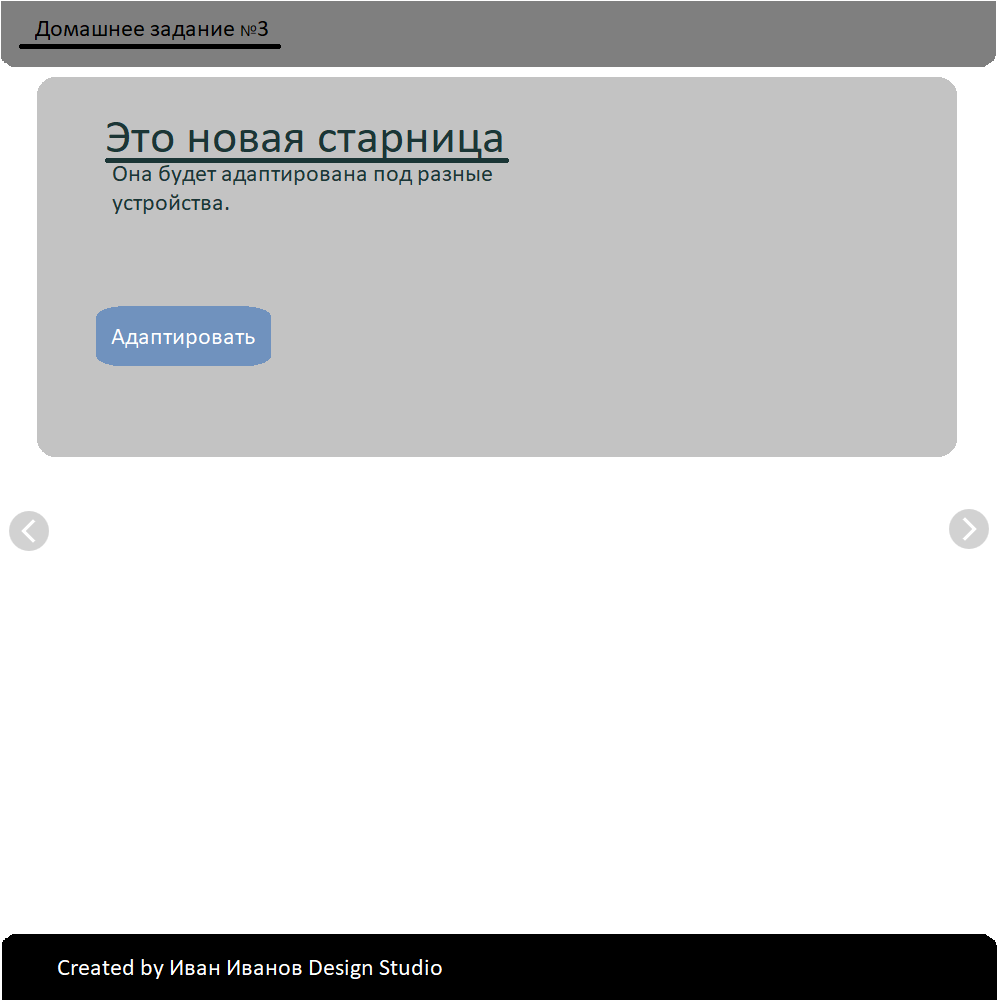 Домашнее задание №3
Это новая старница
Она будет адаптирована под разные
устройства.
Адаптировать
Created by Иван Иванов Design Studio